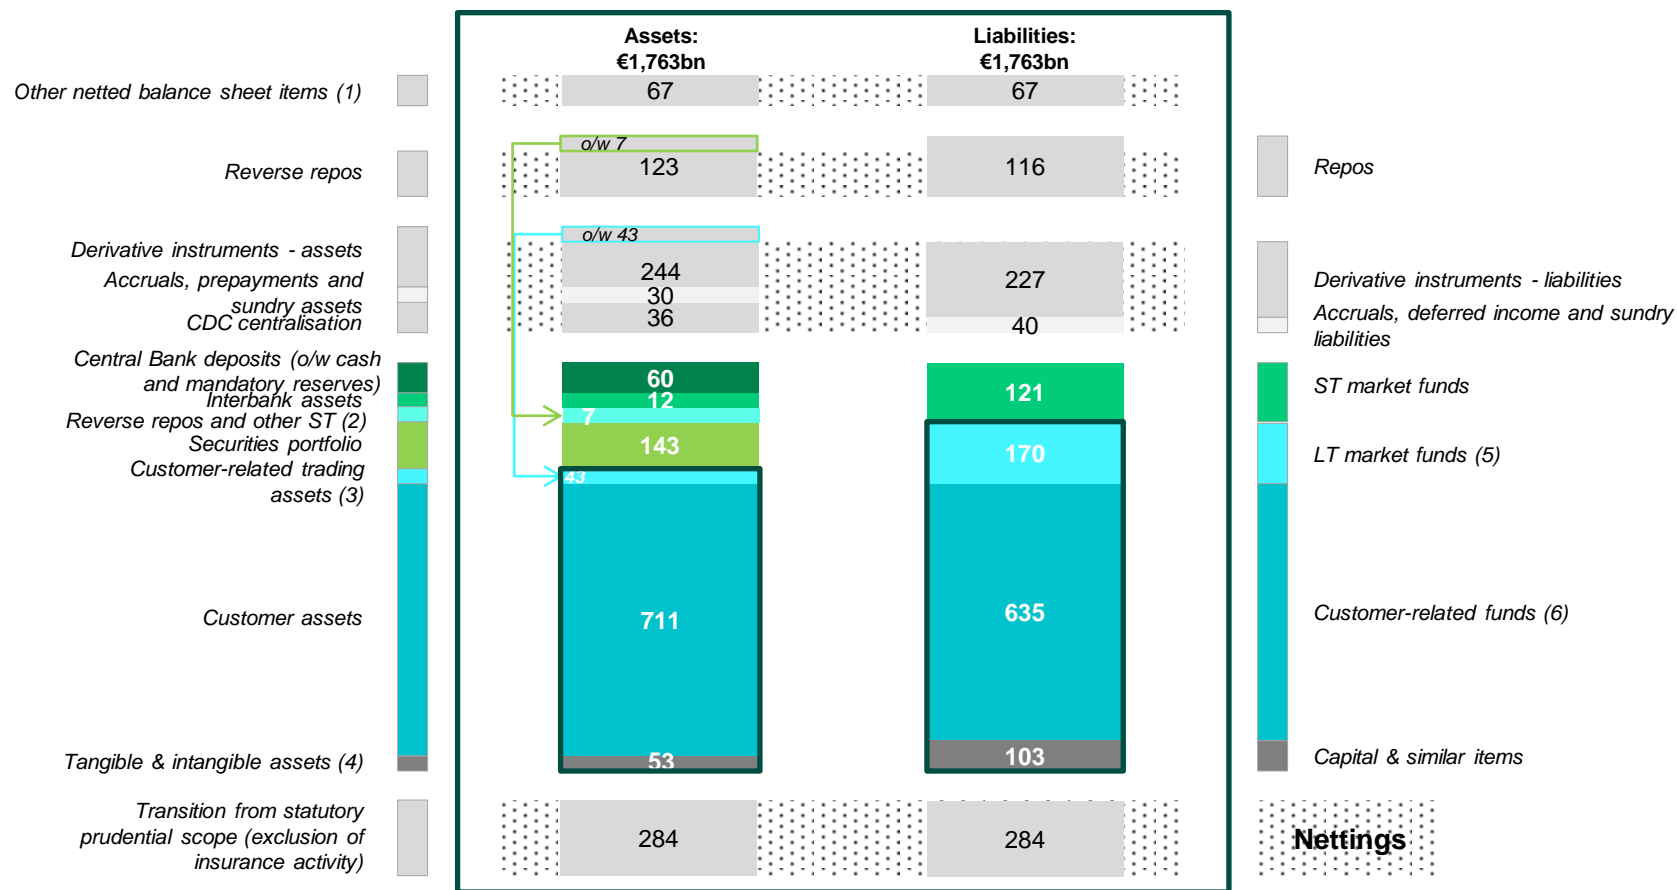 Assets:
€1,763bn
Liabilities:
€1,763bn
Other netted balance sheet items (1)
67
67
o/w 7
Reverse repos
123
116
Repos
o/w 43
Derivative instruments - assets
244
227
Derivative instruments - liabilities
Accruals, prepayments and
sundry assets
30
CDC centralisation
36
40
Accruals, deferred income and sundry
liabilities
Central Bank deposits (o/w cash
and mandatory reserves)
60
121
ST market funds
Interbank assets
12
Reverse repos and other ST (2)
7
Securities portfolio
143
170
LT market funds (5)
Customer-related trading
assets (3)
43
Customer assets
711
635
Customer-related funds (6)
Tangible & intangible assets (4)
53
103
Capital & similar items
Transition from statutory
prudential scope (exclusion of
insurance activity)
284
284
Nettings